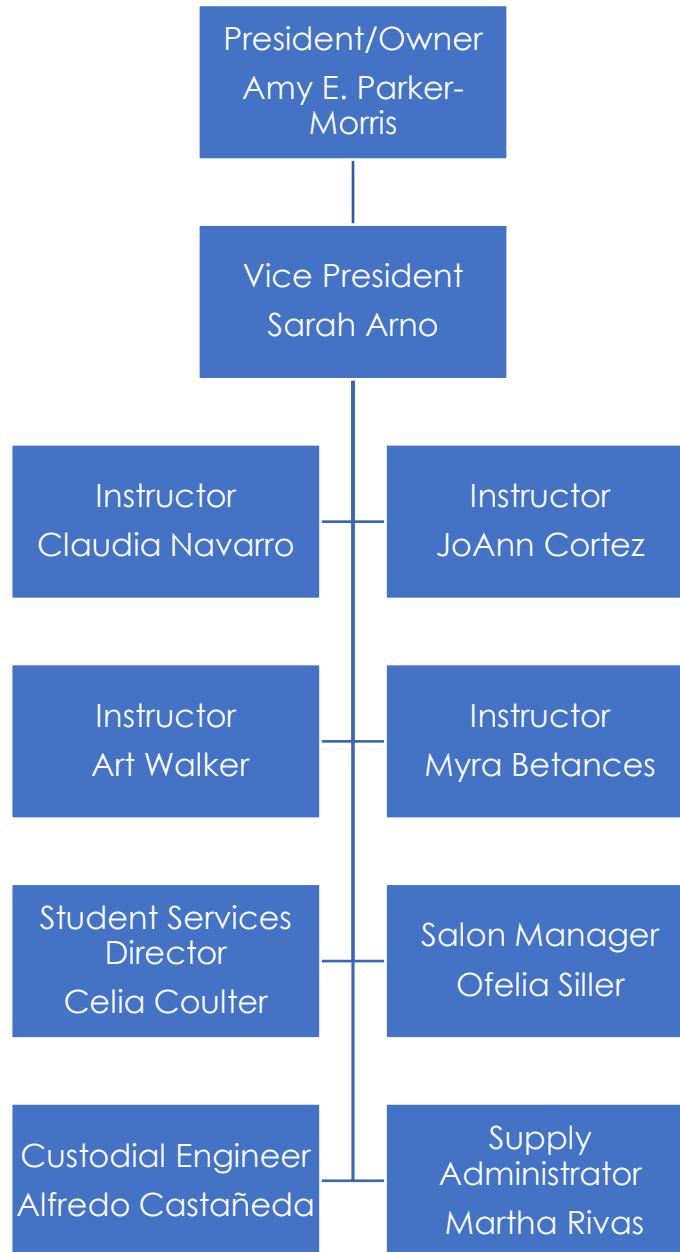 President/Owner
Amy E. Parker-
Morris
Vice President
Sarah Arno
Instructor
Claudia Navarro
Instructor
JoAnn Cortez
Instructor
Art Walker
Instructor
Myra Betances
Student Services
Director
Celia Coulter
Salon Manager
Ofelia Siller
Custodial Engineer
Alfredo Castañeda
Supply
Administrator
Martha Rivas